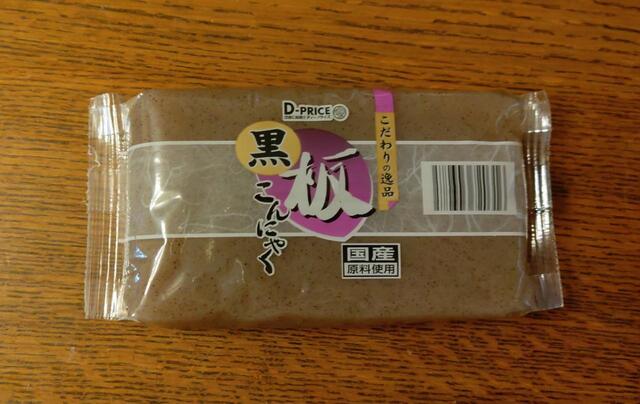 D-PRICE
こだわりの逸品
黒
板
こんにゃく
国産
原料使用